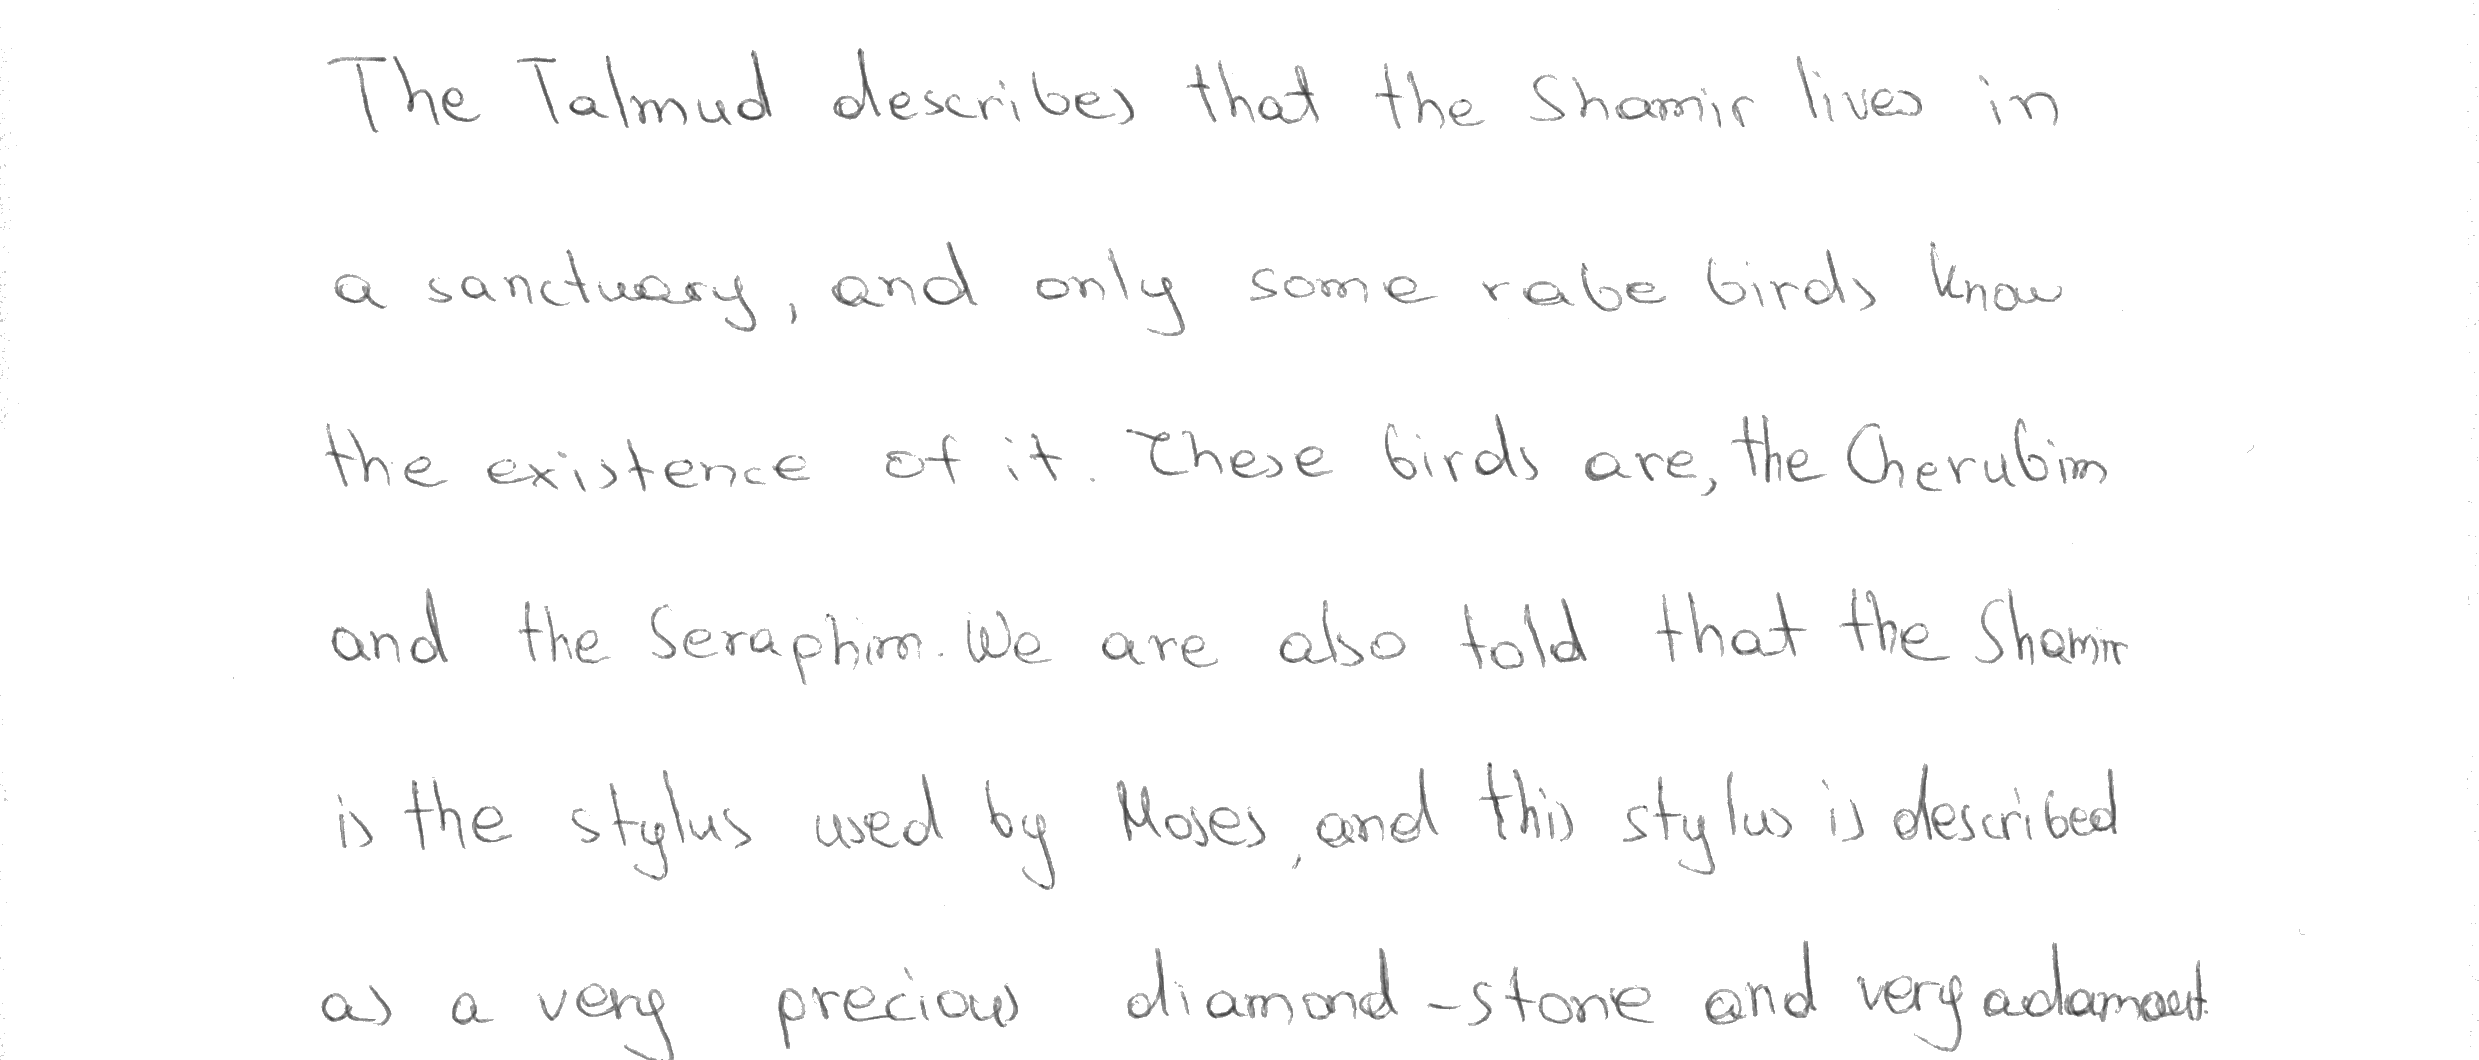 The Talmud describes that the Shamir lives in
a sanctuary, and only some rabe birds know
the existence of it. These birds are, the Cherubim
and the Seraphim. We are also told that the Shamir
is the stylus used by Moses, and this stylus is described
as a very precious diamond-stone and very adamant.